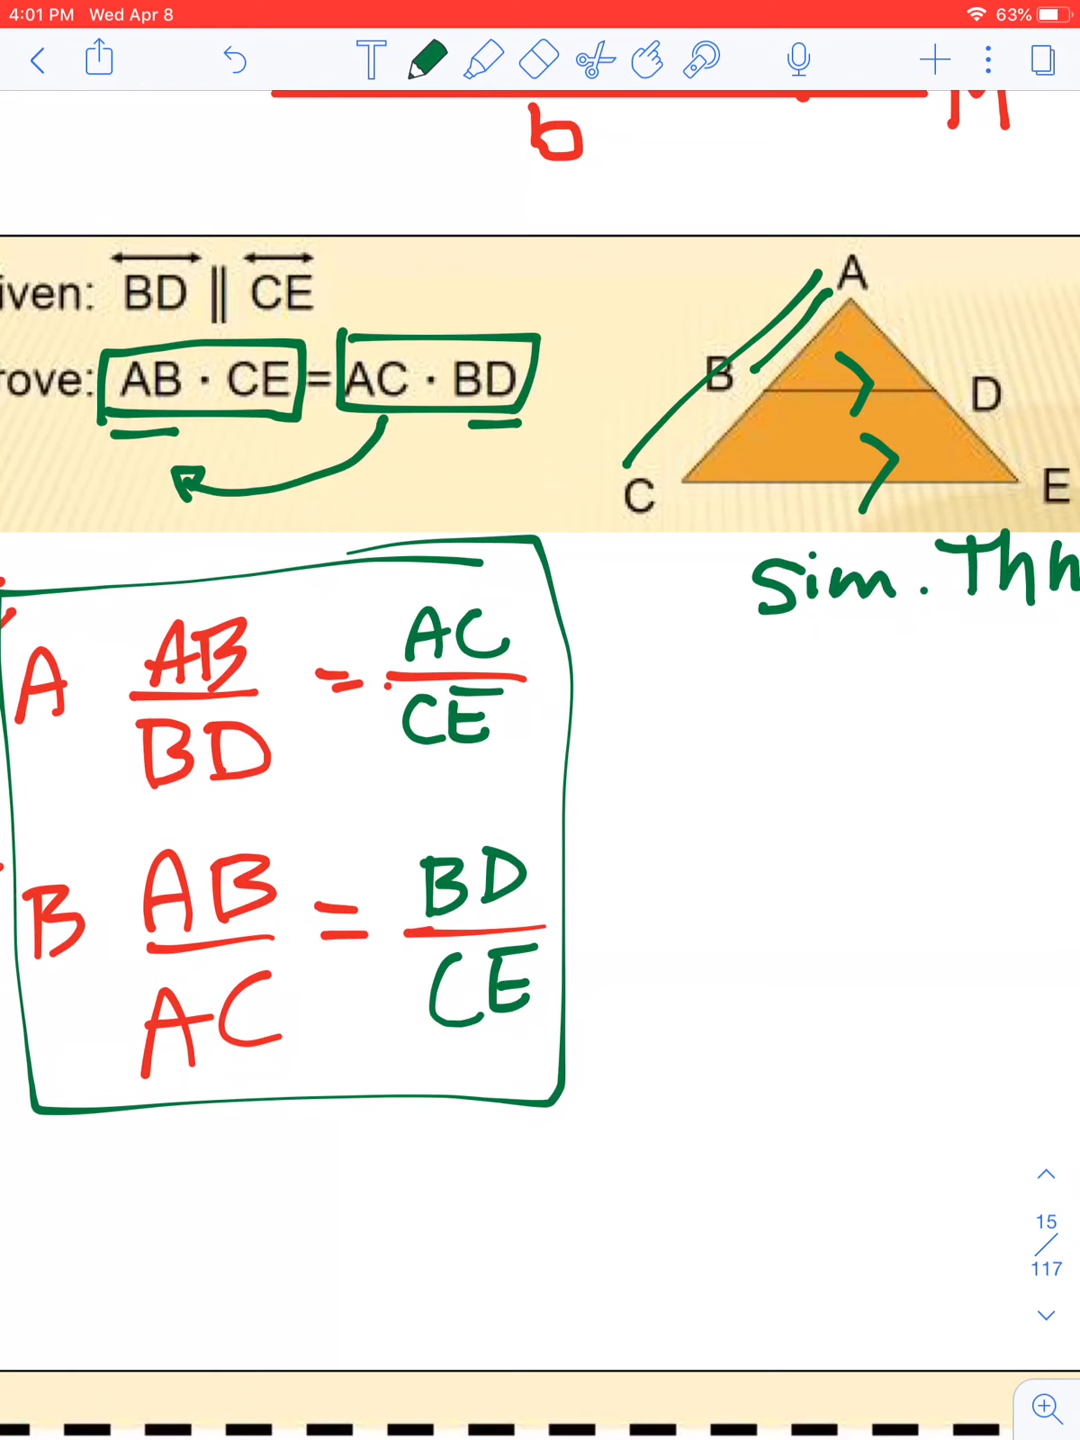 4:01 PM Wed Apr 8 63%
T
b M
iven: BD || CE
rove: AB · CE = AC · BD
A
B
D
C
E
sim. Thm
A AB/BD = AC/CE
B AB/AC = BD/CE
15
/
117